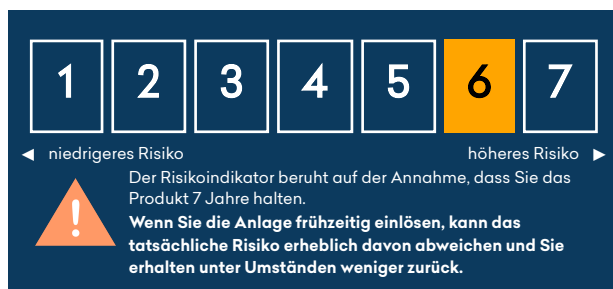 1 2 3 4 5 6 7
niedrigeres Risiko höheres Risiko
Der Risikoindikator beruht auf der Annahme, dass Sie das
Produkt 7 Jahre halten.
Wenn Sie die Anlage frühzeitig einlösen, kann das
tatsächliche Risiko erheblich davon abweichen und Sie
erhalten unter Umständen weniger zurück.